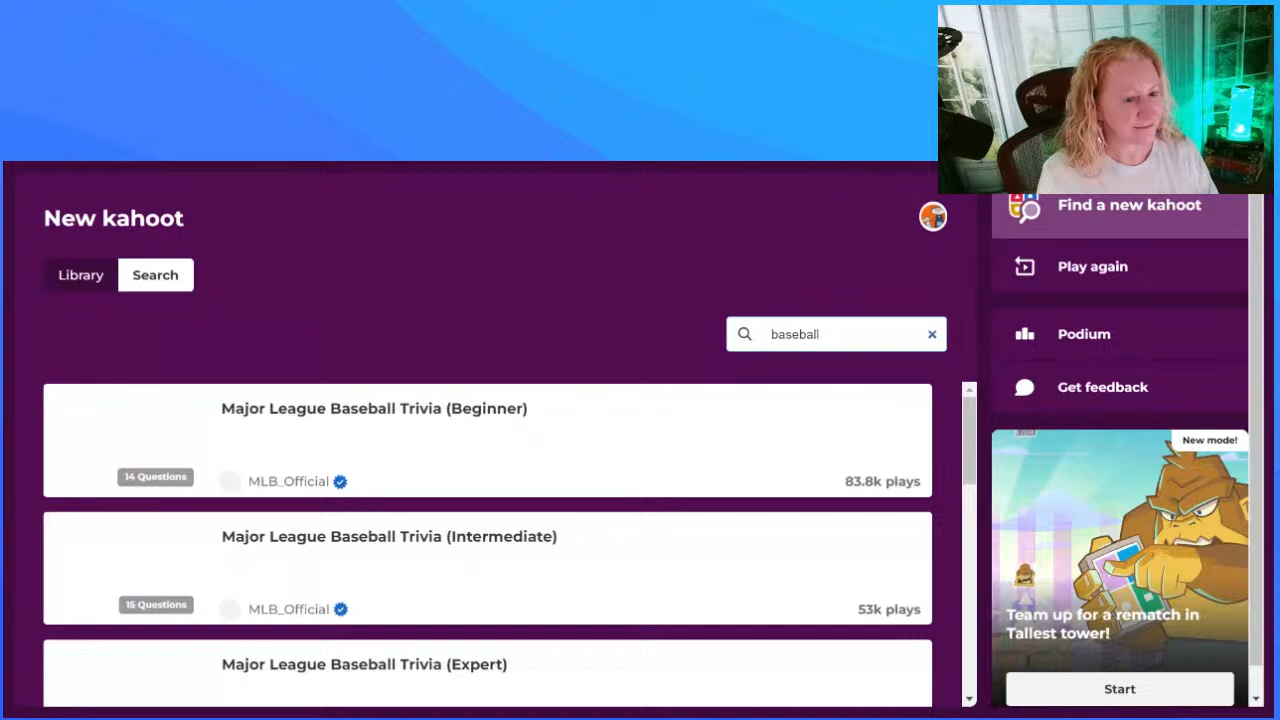 New kahoot
Library
Search
baseball
Major League Baseball Trivia (Beginner)
14 Questions
MLB_Official
83.8k plays
Major League Baseball Trivia (Intermediate)
15 Questions
MLB_Official
53k plays
Major League Baseball Trivia (Expert)
Find a new kahoot
Play again
Podium
Get feedback
New mode!
Team up for a rematch in
Tallest tower!
Start